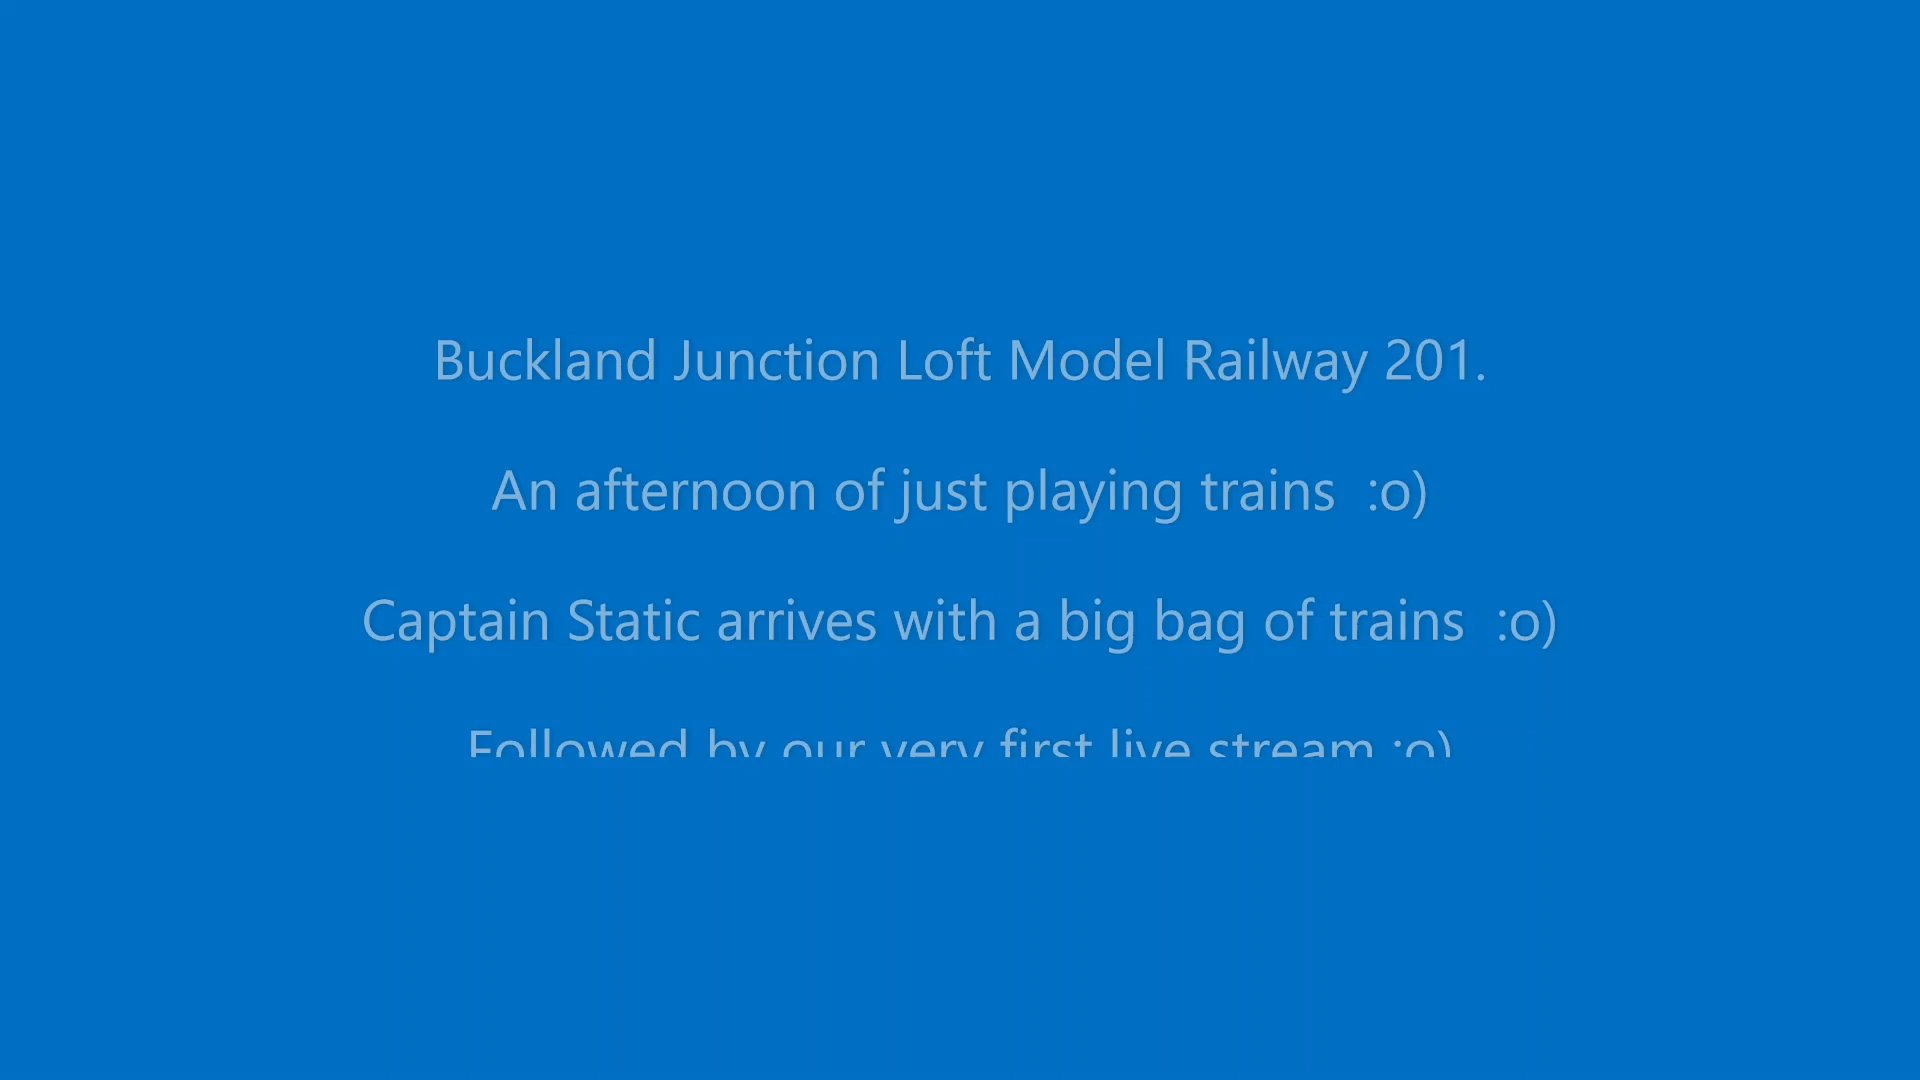 Buckland Junction Loft Model Railway 201.
An afternoon of just playing trains  :o)
Captain Static arrives with a big bag of trains  :o)
Followed by our very first live stream :o)